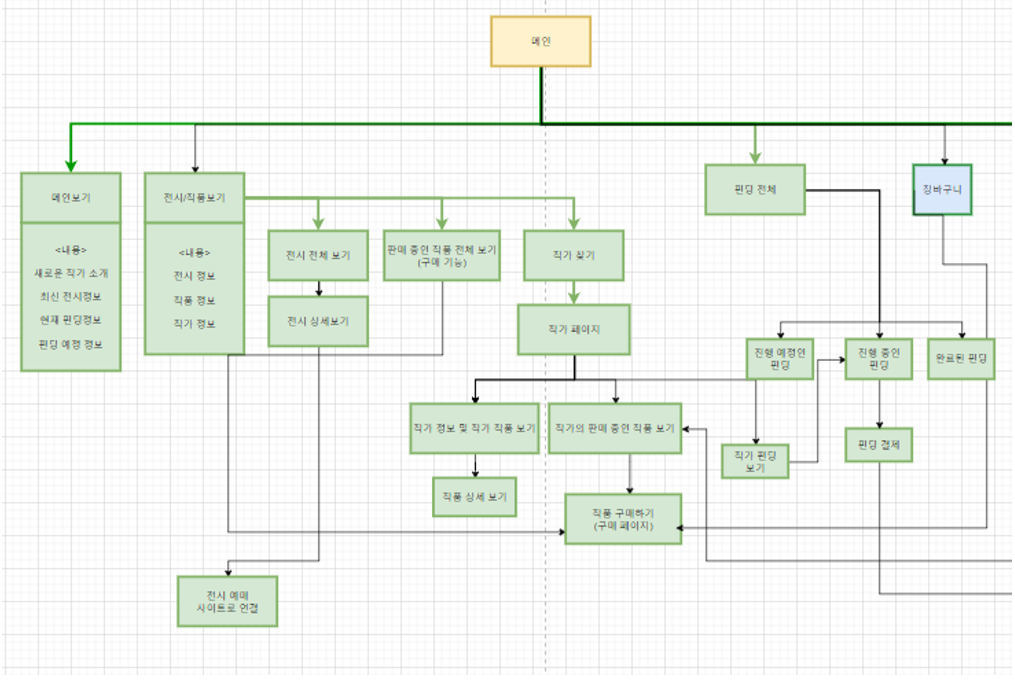 메인
메인보기
<내용>
새로운 작가 소개
최신 전시정보
현재 펀딩정보
펀딩 예정 정보
전시/작품보기
<내용>
전시 정보
작품 정보
작가 정보
전시 전체 보기
전시 상세보기
판매 중인 작품 전체 보기
(구매 기능)
작가 찾기
작가 페이지
작가 정보 및 작가 작품 보기
작가의 판매 중인 작품 보기
작품 상세 보기
작품 구매하기
(구매 페이지)
전시 예매
사이트로 연결
펀딩 전체
장바구니
진행 예정인
펀딩
진행 중인
펀딩
완료된 펀딩
작가 펀딩
보기
펀딩 결제